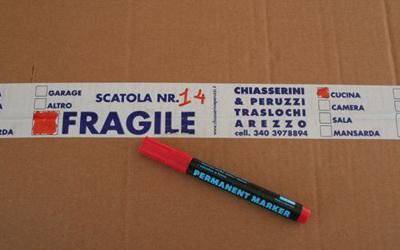 GARAGE
ALTRO
SCATOLA NR. 14
FRAGILE
CHIASSERINI
& PERUZZI
TRASLOCHI
AREZZO
cell. 340 3978894
CUCINA
CAMERA
SALA
MANSARDA
SARDA
PERMANENT MARKER